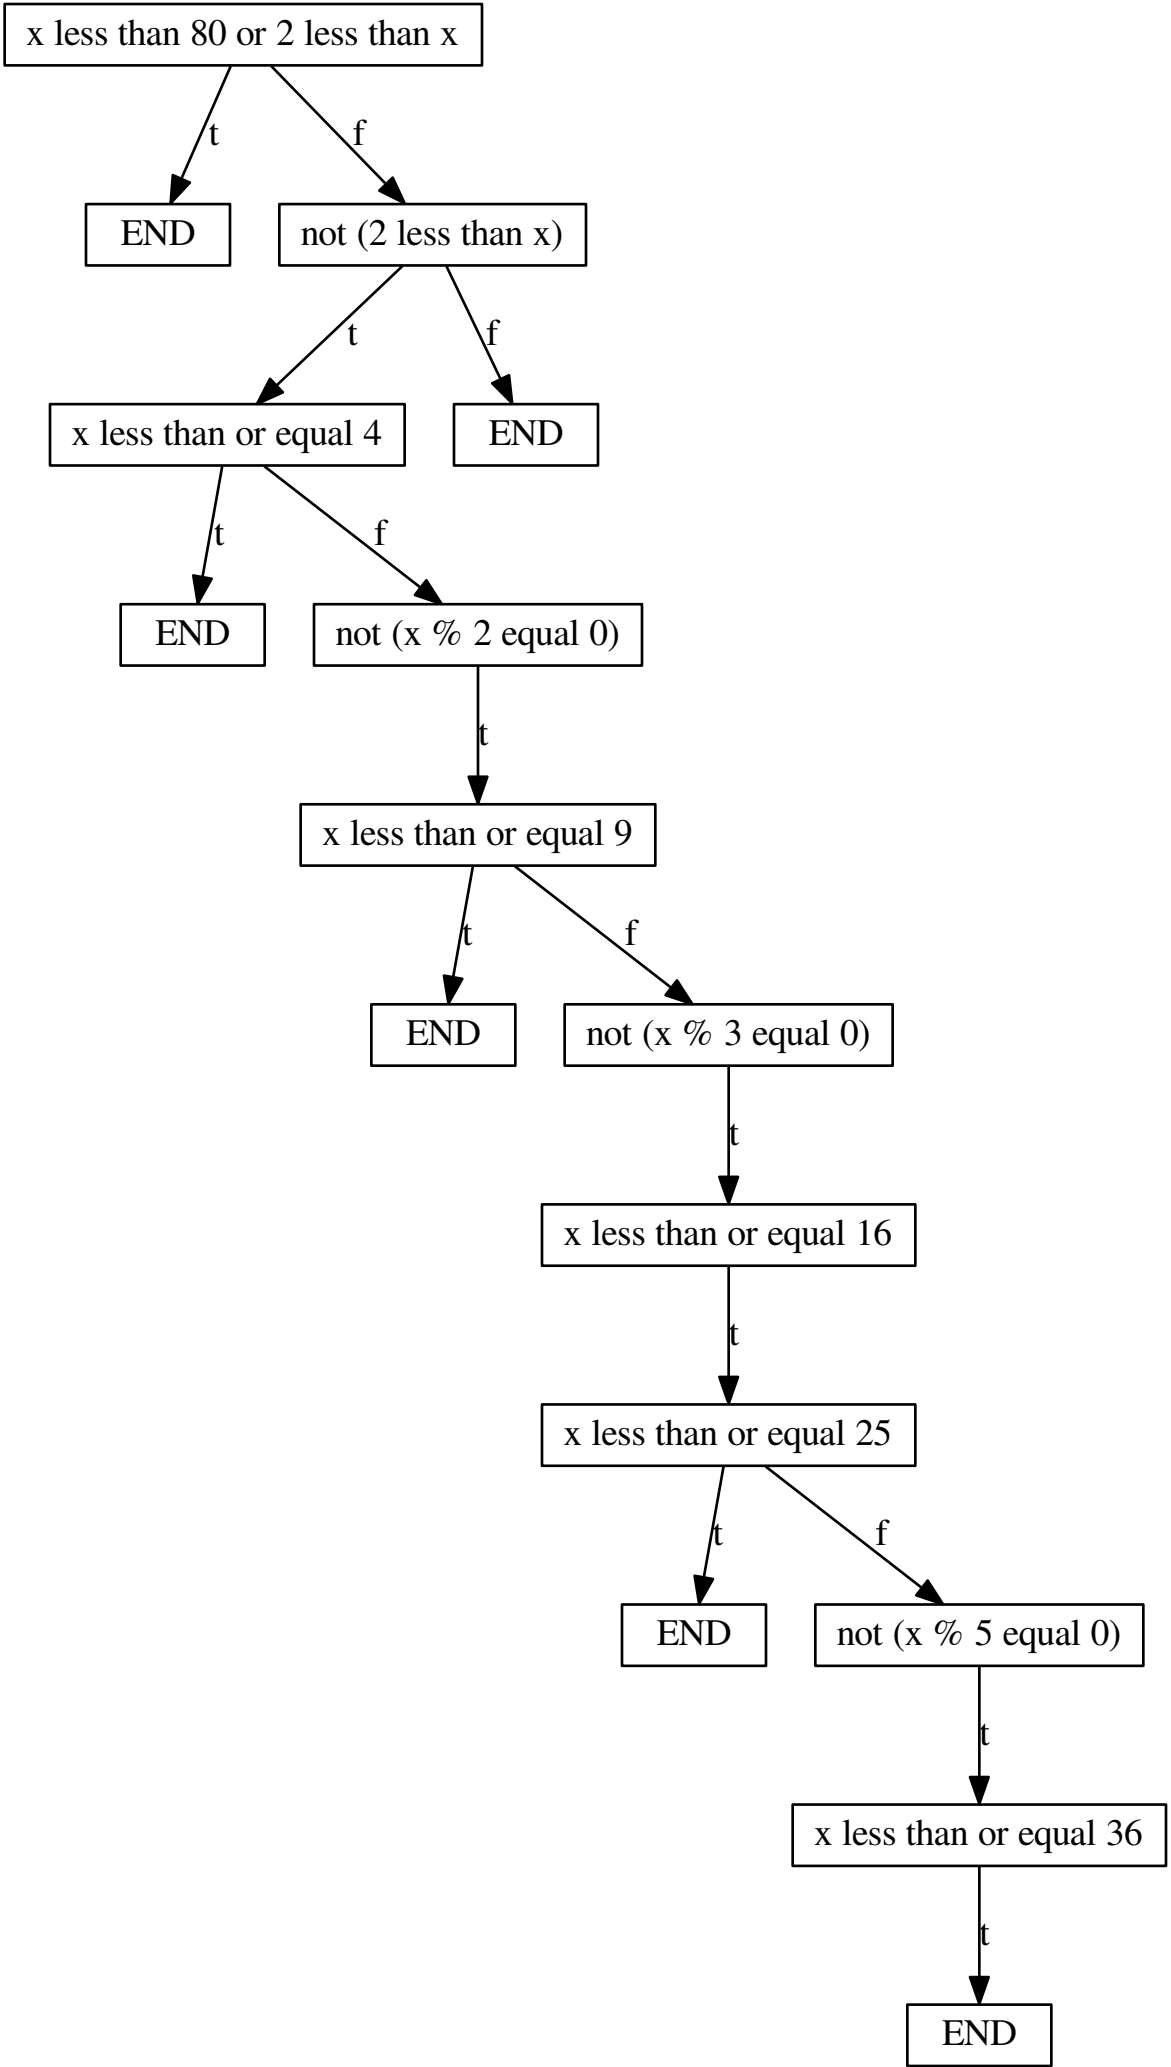 x less than 80 or 2 less than x
t
f
END
not (2 less than x)
t
f
x less than or equal 4
END
t
f
END
not (x % 2 equal 0)
t
x less than or equal 9
t
f
END
not (x % 3 equal 0)
t
x less than or equal 16
t
x less than or equal 25
t
f
END
not (x % 5 equal 0)
t
x less than or equal 36
t
END